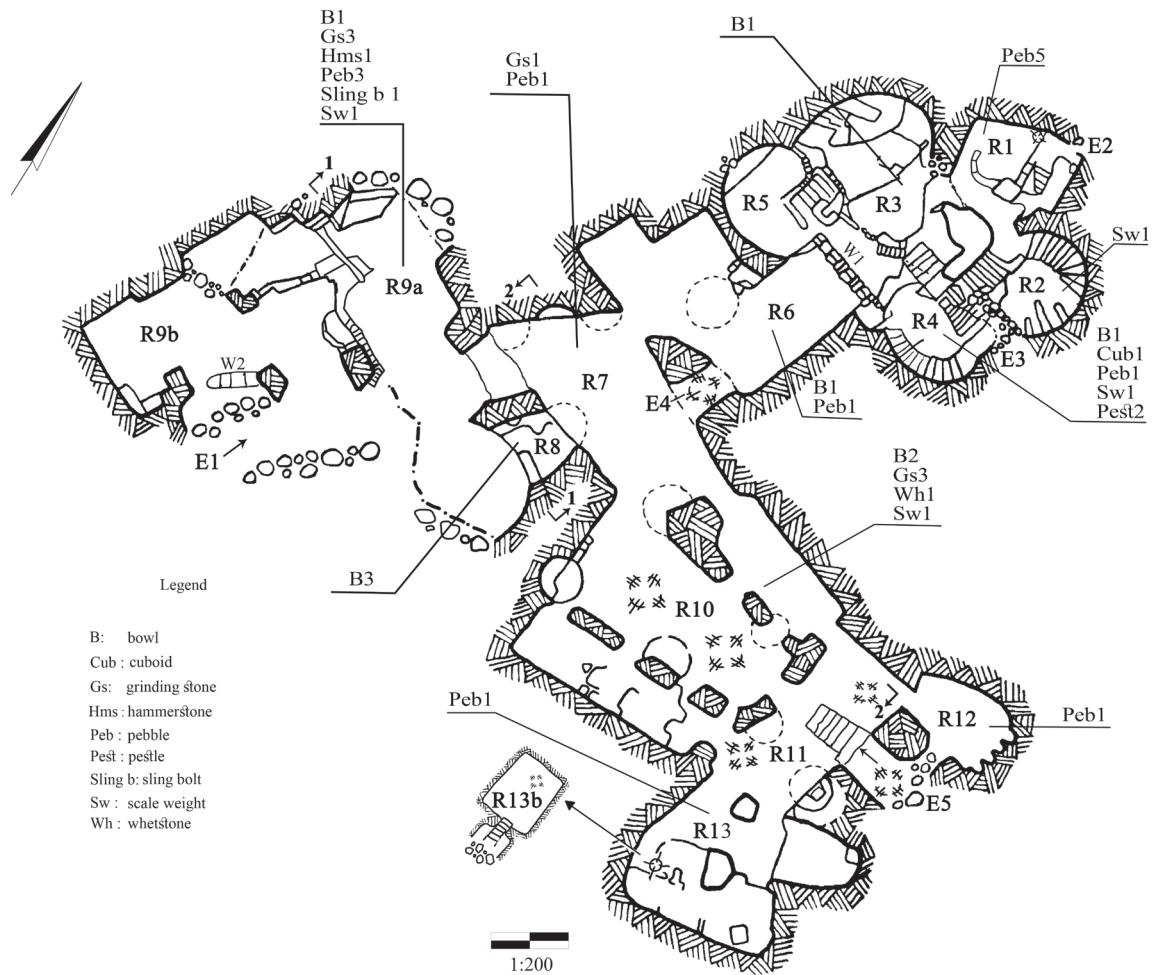 B1
Gs3
Hms1
Peb3
Sling b 1
Sw1
Gs1
Peb1
B1
Peb5
1
R1
E2
R5
R3
W1
Sw1
R2
2
R9a
R6
R4
E3
R9b
B1
Cub1
Peb1
Sw1
Pest2
W2
R7
E4
B1
Peb1
R8
E1
1
B2
Gs3
Wh1
Sw1
B3
R10
Legend
B: bowl
Cub : cuboid
Gs: grinding stone
Hms : hammerstone
Peb : pebble
Pest : pestle
Sling b: sling bolt
Sw : scale weight
Wh : whetstone
Peb1
2
R12
Peb1
R11
R13b
E5
R13
1:200